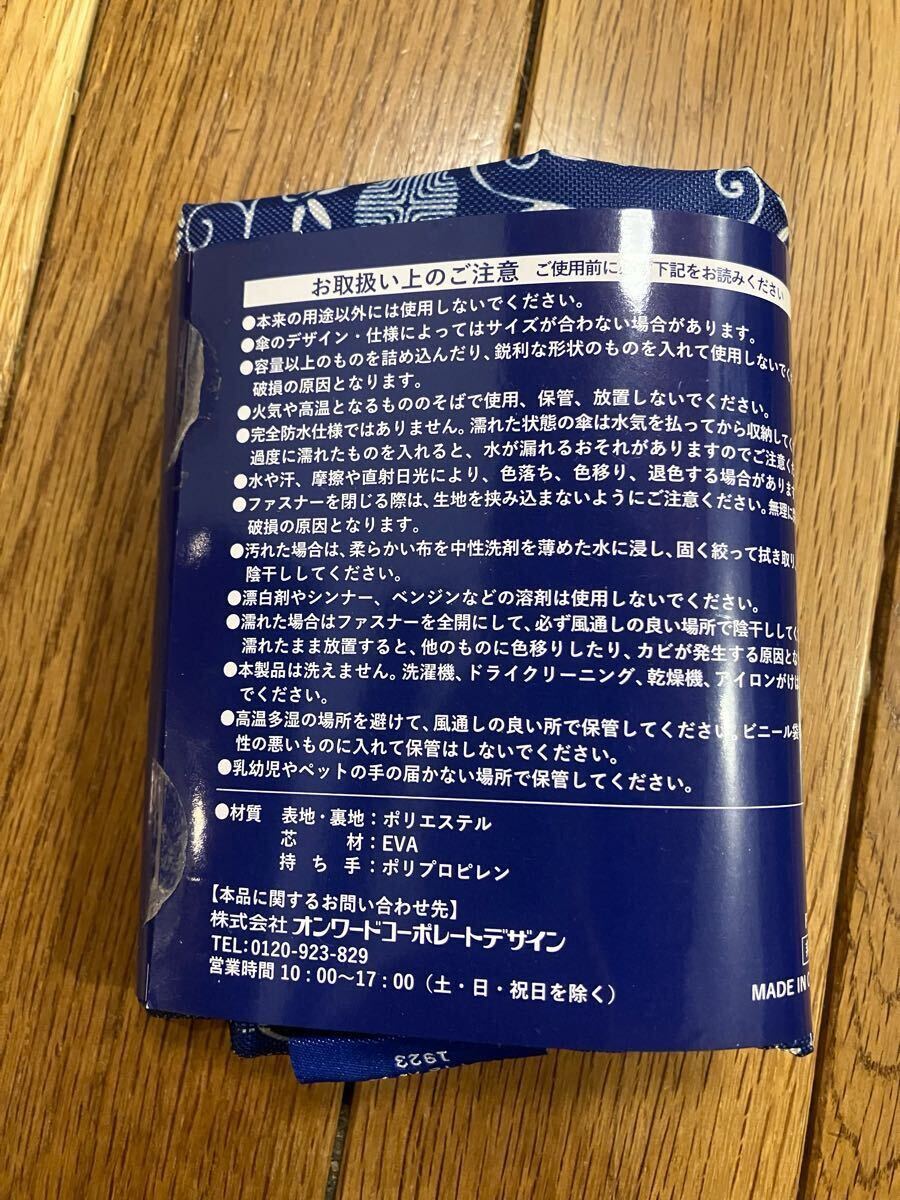 お取扱い上のご注意 ご使用前に 下記をお読みください
●本来の用途以外には使用しないでください。
●傘のデザイン・仕様によってはサイズが合わない場合があります。
●容量以上のものを詰め込んだり、鋭利な形状のものを入れて使用しないでく
破損の原因となります。
●火気や高温となるもののそばで使用、保管、放置しないでください。
●完全防水仕様ではありません。濡れた状態の傘は水気を払ってから収納して
過度に濡れたものを入れると、水が漏れるおそれがありますのでご注意く
●水や汗、摩擦や直射日光により、色落ち、色移り、退色する場合があります
●ファスナーを閉じる際は、生地を挟み込まないようにご注意ください。無理に
破損の原因となります。
●汚れた場合は、柔らかい布を中性洗剤を薄めた水に浸し、固く絞って拭き取り
陰干ししてください。
●漂白剤やシンナー、ベンジンなどの溶剤は使用しないでください。
●濡れた場合はファスナーを全開にして、必ず風通しの良い場所で陰干しして
濡れたまま放置すると、他のものに色移りしたり、カビが発生する原因とな
●本製品は洗えません。洗濯機、ドライクリーニング、乾燥機、アイロンがけは
でください。
●高温多湿の場所を避けて、風通しの良い所で保管してください。ビニール袋
性の悪いものに入れて保管はしないでください。
●乳幼児やペットの手の届かない場所で保管してください。
●材質 表地・裏地：ポリエステル
芯 材：EVA
持ち手：ポリプロピレン
【本品に関するお問い合わせ先】
株式会社 オンワードコーポレートデザイン
TEL：0120-923-829
営業時間 10：00〜17：00（土・日・祝日を除く）
MADE IN
1923